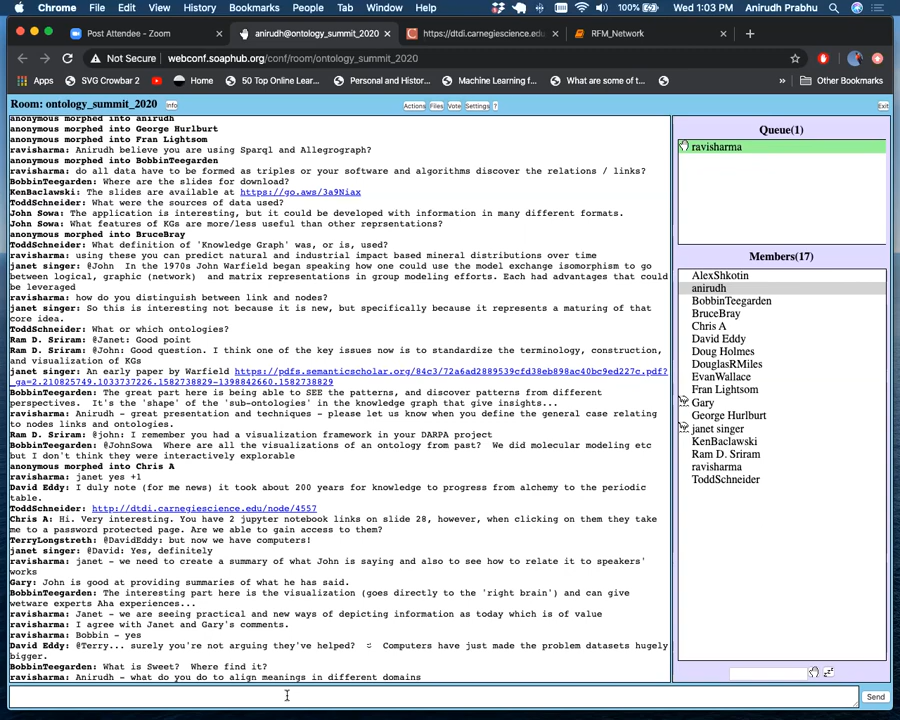 Chrome File Edit View History Bookmarks People Tab Window Help 100% Wed 1:03 PM Anirudh Prabhu
Post Attendee - Zoom × anirudh@ontology_summit_2020 × https://dtdi.carnegiescience.edu × RFM_Network × +
Not Secure webconf.soaphub.org/conf/room/ontology_summit_2020
Apps SVG Crowbar 2 Home 50 Top Online Lear... Personal and Histor... Machine Learning f... What are some of t... » Other Bookmarks
Room: ontology_summit_2020 Info Actions Files Vote Settings ? Exit
anonymous morphed into anirudh
anonymous morphed into George Hurlburt
anonymous morphed into Fran Lightsom
ravisharma: Anirudh believe you are using Sparql and Allegrograph?
anonymous morphed into BobbinTeegarden
ravisharma: do all data have to be formed as triples or your software and algorithms discover the relations / links?
BobbinTeegarden: Where are the slides for download?
KenBaclawski: The slides are available at https://go.aws/3a9Niax
ToddSchneider: What were the sources of data used?
John Sowa: The application is interesting, but it could be developed with information in many different formats.
John Sowa: What features of KGs are more/less useful than other reprsentations?
anonymous morphed into BruceBray
ToddSchneider: What definition of 'Knowledge Graph' was, or is, used?
ravisharma: using these you can predict natural and industrial impact based mineral distributions over time
janet singer: @John  In the 1970s John Warfield began speaking how one could use the model exchange isomorphism to go
between logical, graphic (network)  and matrix representations in group modeling efforts. Each had advantages that could
be leveraged
ravisharma: how do you distinguish between link and nodes?
janet singer: So this is interesting not because it is new, but specifically because it represents a maturing of that
core idea.
ToddSchneider: What or which ontologies?
Ram D. Sriram: @Janet: Good point
Ram D. Sriram: @John: Good question. I think one of the key issues now is to standardize the terminology, construction,
and visualization of KGs
janet singer: An early paper by Warfield https://pdfs.semanticscholar.org/84c3/72a6ad2889539cfd38eb898ac40bc9ed227c.pdf?
_ga=2.210825749.1033737226.1582738829-1398842660.1582738829
BobbinTeegarden: The great part here is being able to SEE the patterns, and discover patterns from different
perspectives.  It's the 'shape' of the 'sub-ontologies' in the knowledge graph that give insights...
ravisharma: Anirudh - great presentation and techniques - please let us know when you define the general case relating
to nodes links and ontologies.
Ram D. Sriram: @john: I remember you had a visualization framework in your DARPA project
BobbinTeegarden: @JohnSowa  Where all the visualizations of an ontology from past?  We did molecular modeling etc
but I don't think they were interactively explorable
anonymous morphed into Chris A
ravisharma: janet yes +1
David Eddy: I duly note (for me news) it took about 200 years for knowledge to progress from alchemy to the periodic
table.
ToddSchneider: http://dtdi.carnegiescience.edu/node/4557
Chris A: Hi. Very interesting. You have 2 jupyter notebook links on slide 28, however, when clicking on them they take
me to a password protected page. Are we able to gain access to them?
TerryLongstreth: @DavidEddy: but now we have computers!
janet singer: @David: Yes, definitely
ravisharma: janet - we need to create a summary of what John is saying and also to see how to relate it to speakers'
works
Gary: John is good at providing summaries of what he has said.
BobbinTeegarden: The interesting part here is the visualization (goes directly to the 'right brain') and can give
wetware experts Aha experiences...
ravisharma: Janet - we are seeing practical and new ways of depicting information as today which is of value
ravisharma: I agree with Janet and Gary's comments.
ravisharma: Bobbin - yes
David Eddy: @Terry... surely you're not arguing they've helped?  Computers have just made the problem datasets hugely
bigger.
BobbinTeegarden: What is Sweet?  Where find it?
ravisharma: Anirudh - what do you do to align meanings in different domains
Queue(1)
ravisharma
Members(17)
AlexShkotin
anirudh
BobbinTeegarden
BruceBray
Chris A
David Eddy
Doug Holmes
DouglasRMiles
EvanWallace
Fran Lightsom
Gary
George Hurlburt
janet singer
KenBaclawski
Ram D. Sriram
ravisharma
ToddSchneider
Send